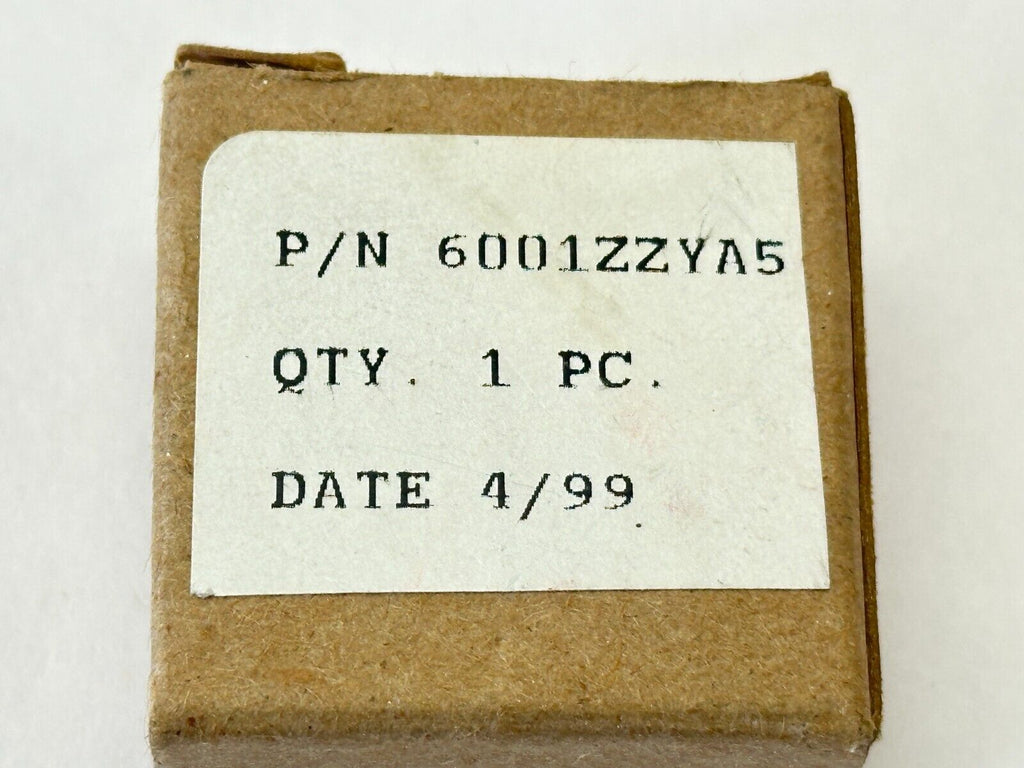 P/N 6001ZZYA5
QTY. 1 PC.
DATE 4/99